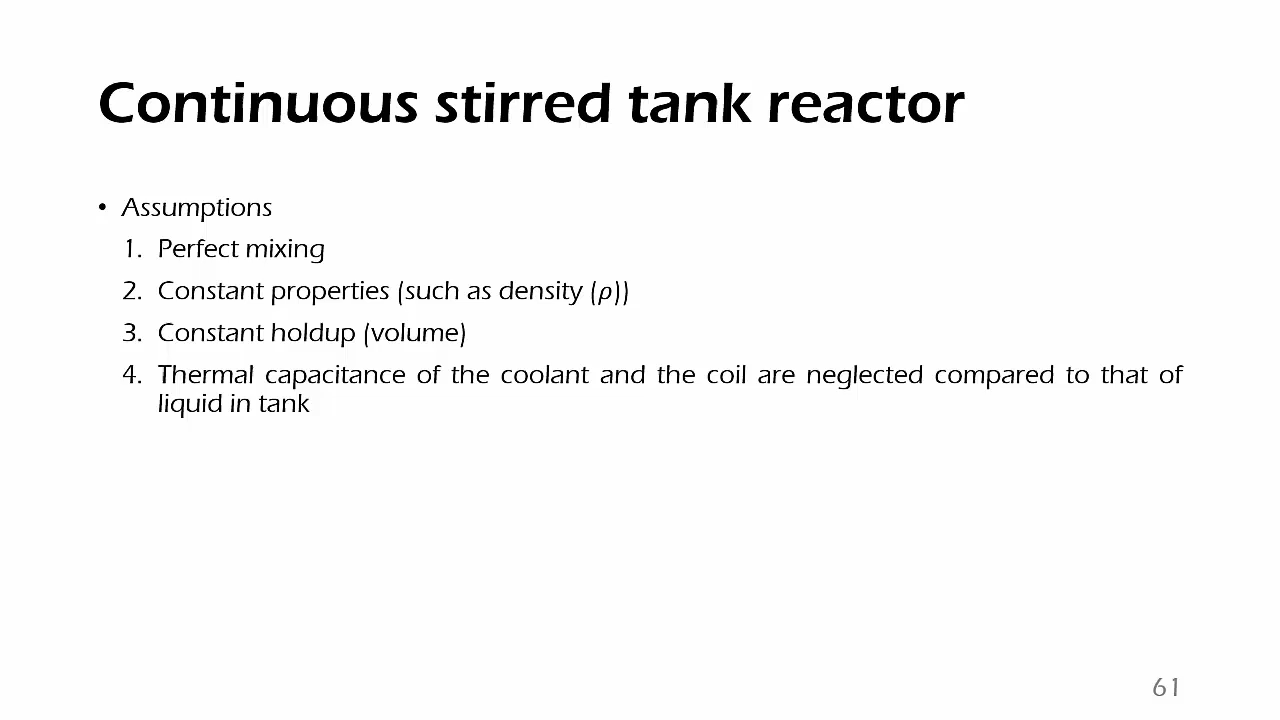 Continuous stirred tank reactor
• Assumptions
1. Perfect mixing
2. Constant properties (such as density (ρ))
3. Constant holdup (volume)
4. Thermal capacitance of the coolant and the coil are neglected compared to that of
liquid in tank
61